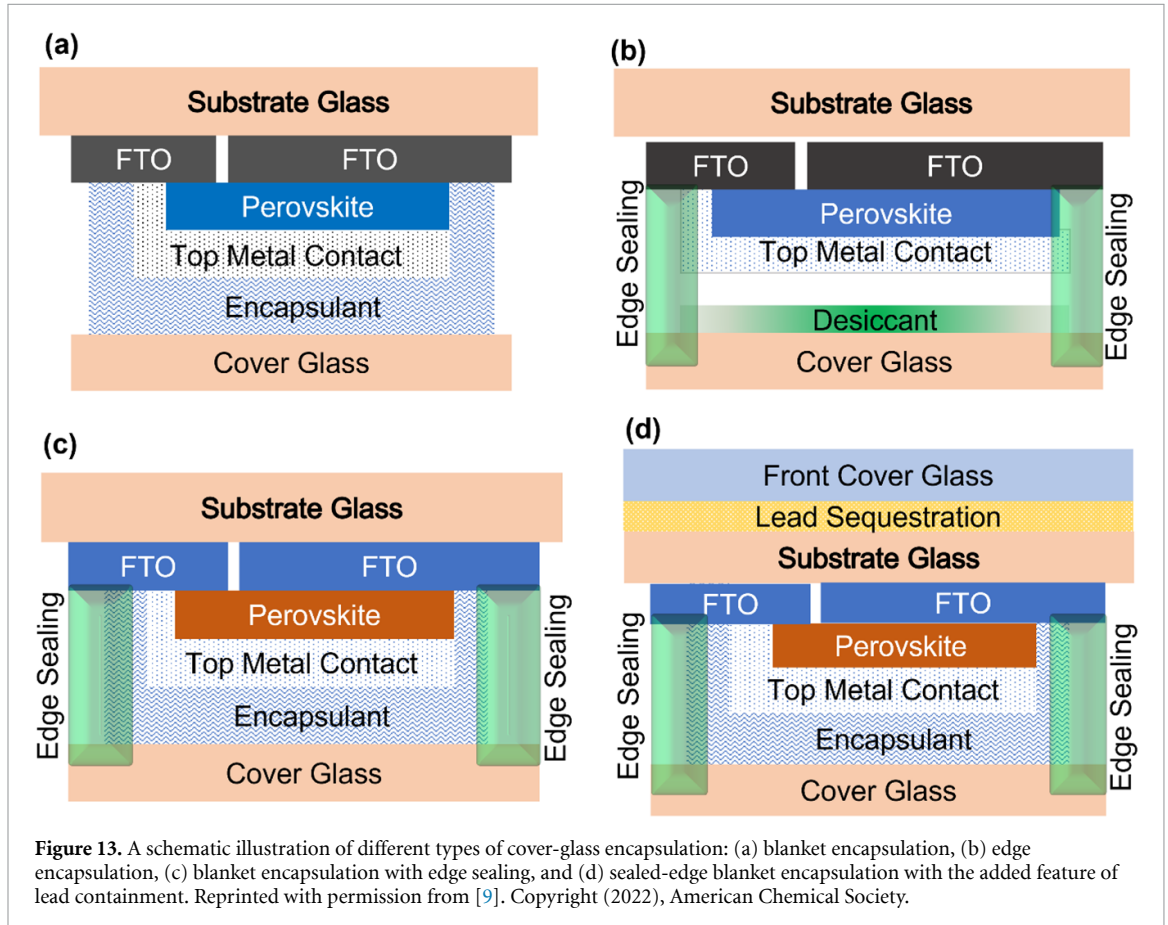 (a)
Substrate Glass
FTO FTO
Perovskite
Top Metal Contact
Encapsulant
Cover Glass
(b)
Substrate Glass
FTO FTO
Perovskite
Top Metal Contact
Edge Sealing
Edge Sealing
Desiccant
Cover Glass
(c)
Substrate Glass
FTO FTO
Perovskite
Top Metal Contact
Edge Sealing
Edge Sealing
Encapsulant
Cover Glass
(d)
Front Cover Glass
Lead Sequestration
Substrate Glass
FTO FTO
Perovskite
Top Metal Contact
Edge Sealing
Edge Sealing
Encapsulant
Cover Glass
Figure 13. A schematic illustration of different types of cover-glass encapsulation: (a) blanket encapsulation, (b) edge
encapsulation, (c) blanket encapsulation with edge sealing, and (d) sealed-edge blanket encapsulation with the added feature of
lead containment. Reprinted with permission from [9]. Copyright (2022), American Chemical Society.